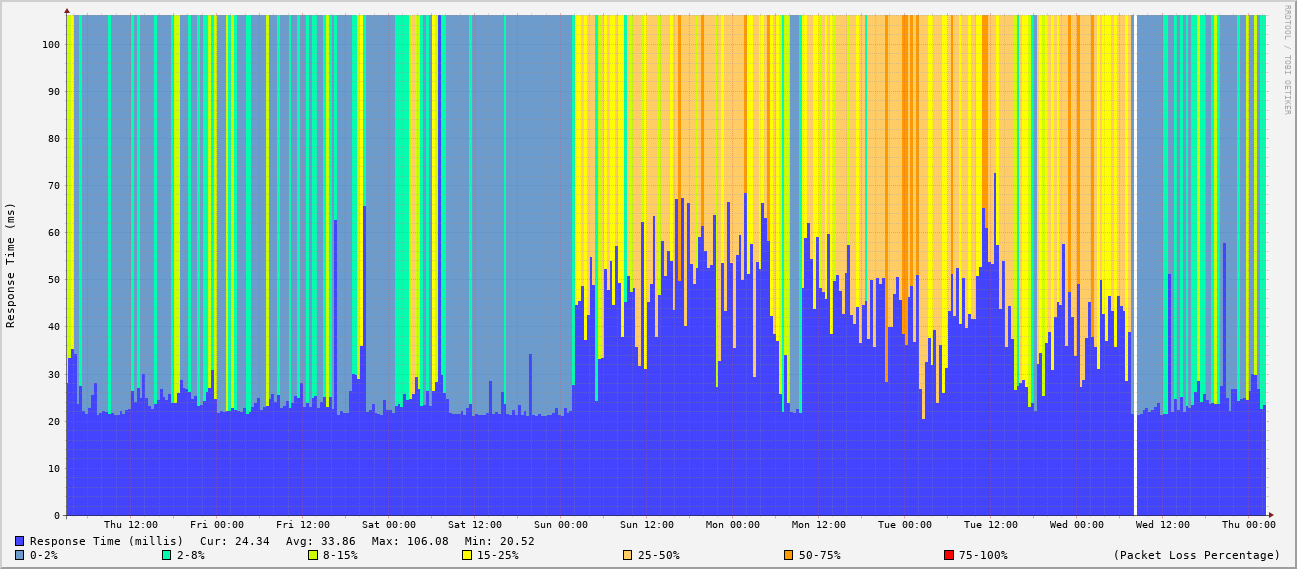 RRDTOOL / TOBI OETIKER
Response Time (ms)
100
90
80
70
60
50
40
30
20
10
0
Thu 12:00 Fri 00:00 Fri 12:00 Sat 00:00 Sat 12:00 Sun 00:00 Sun 12:00 Mon 00:00 Mon 12:00 Tue 00:00 Tue 12:00 Wed 00:00 Wed 12:00 Thu 00:00
Response Time (millis) Cur: 24.34 Avg: 33.86 Max: 106.08 Min: 20.52
0-2% 2-8% 8-15% 15-25% 25-50% 50-75% 75-100% (Packet Loss Percentage)